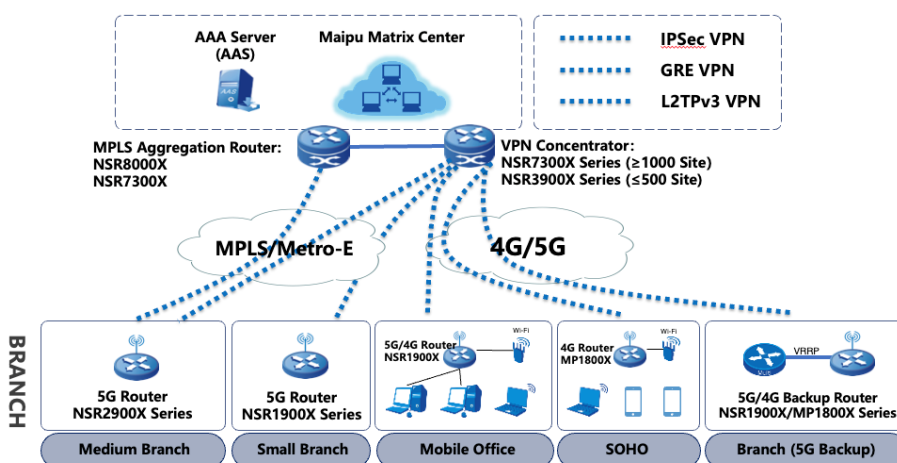 AAA Server
(AAS)
Maipu Matrix Center
AAS
IPSec VPN
GRE VPN
L2TPv3 VPN
MPLS Aggregation Router:
NSR8000X
NSR7300X
VPN Concentrator:
NSR7300X Series (≥1000 Site)
NSR3900X Series (≤500 Site)
MPLS/Metro-E
4G/5G
BRANCH
5G Router
NSR2900X Series
Medium Branch
5G Router
NSR1900X Series
Small Branch
5G/4G Router
NSR1900X
Wi-Fi
Mobile Office
4G Router
MP1800X
Wi-Fi
SOHO
VRRP
5G/4G Backup Router
NSR1900X/MP1800X Series
Branch (5G Backup)